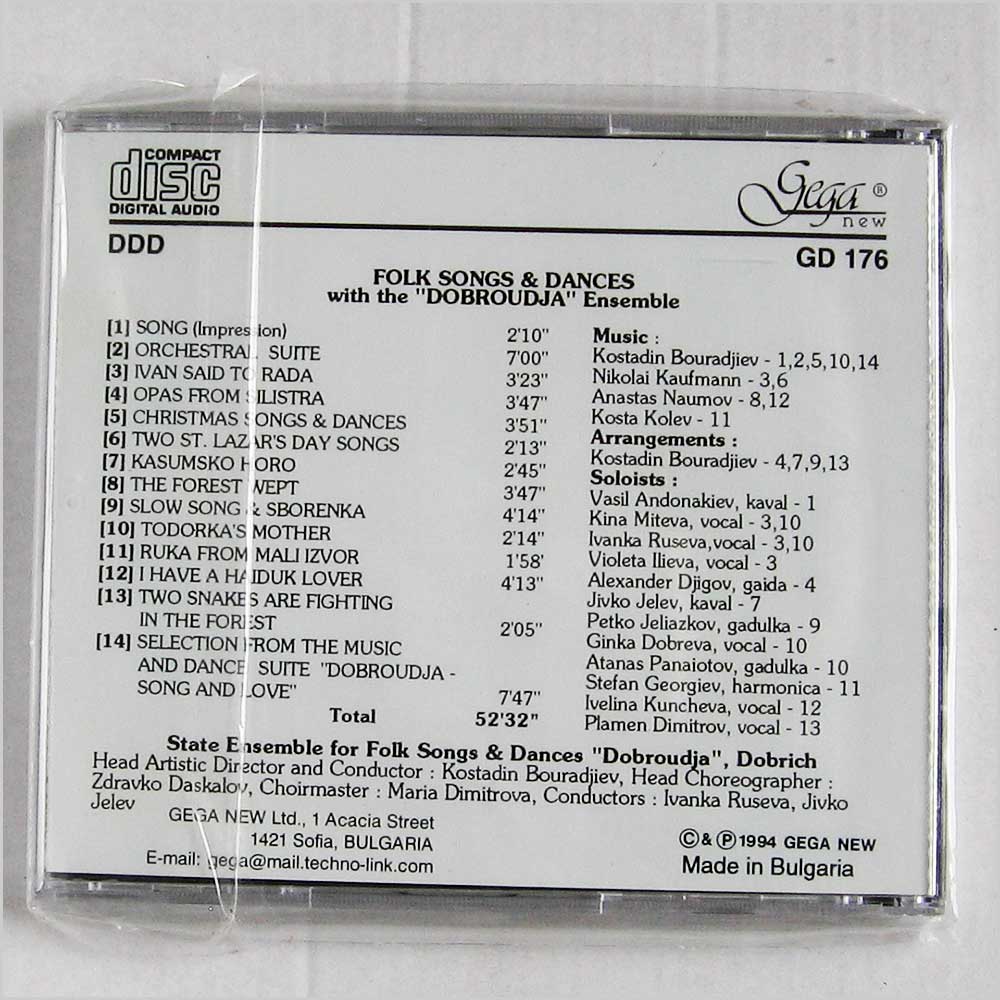 COMPACT
disc
DIGITAL AUDIO
Gega ®
new
DDD
GD 176
FOLK SONGS & DANCES
with the "DOBROUDJA" Ensemble
[1] SONG (Impression) 2'10"
[2] ORCHESTRAL SUITE 7'00"
[3] IVAN SAID TO RADA 3'23"
[4] OPAS FROM SILISTRA 3'47"
[5] CHRISTMAS SONGS & DANCES 3'51"
[6] TWO ST. LAZAR'S DAY SONGS 2'13"
[7] KASUMSKO HORO 2'45"
[8] THE FOREST WEPT 3'47"
[9] SLOW SONG & SBORENKA 4'14"
[10] TODORKA'S MOTHER 2'14"
[11] RUKA FROM MALI IZVOR 1'58'
[12] I HAVE A HAIDUK LOVER 4'13"
[13] TWO SNAKES ARE FIGHTING
IN THE FOREST 2'05"
[14] SELECTION FROM THE MUSIC
AND DANCE SUITE "DOBROUDJA -
SONG AND LOVE" 7'47"
Total 52'32"
Music :
Kostadin Bouradjiev - 1,2,5,10,14
Nikolai Kaufmann - 3,6
Anastas Naumov - 8,12
Kosta Kolev - 11
Arrangements :
Kostadin Bouradjiev - 4,7,9,13
Soloists :
Vasil Andonakiev, kaval - 1
Kina Miteva, vocal - 3,10
Ivanka Ruseva,vocal - 3,10
Violeta Ilieva, vocal - 3
Alexander Djigov, gaida - 4
Jivko Jelev, kaval - 7
Petko Jeliazkov, gadulka - 9
Ginka Dobreva, vocal - 10
Atanas Panaiotov, gadulka - 10
Stefan Georgiev, harmonica - 11
Ivelina Kuncheva, vocal - 12
Plamen Dimitrov, vocal - 13
State Ensemble for Folk Songs & Dances "Dobroudja", Dobrich
Head Artistic Director and Conductor : Kostadin Bouradjiev, Head Choreographer :
Zdravko Daskalov, Choirmaster : Maria Dimitrova, Conductors : Ivanka Ruseva, Jivko
Jelev
GEGA NEW Ltd., 1 Acacia Street
1421 Sofia, BULGARIA
E-mail: gega@mail.techno-link.com
©&℗1994 GEGA NEW
Made in Bulgaria